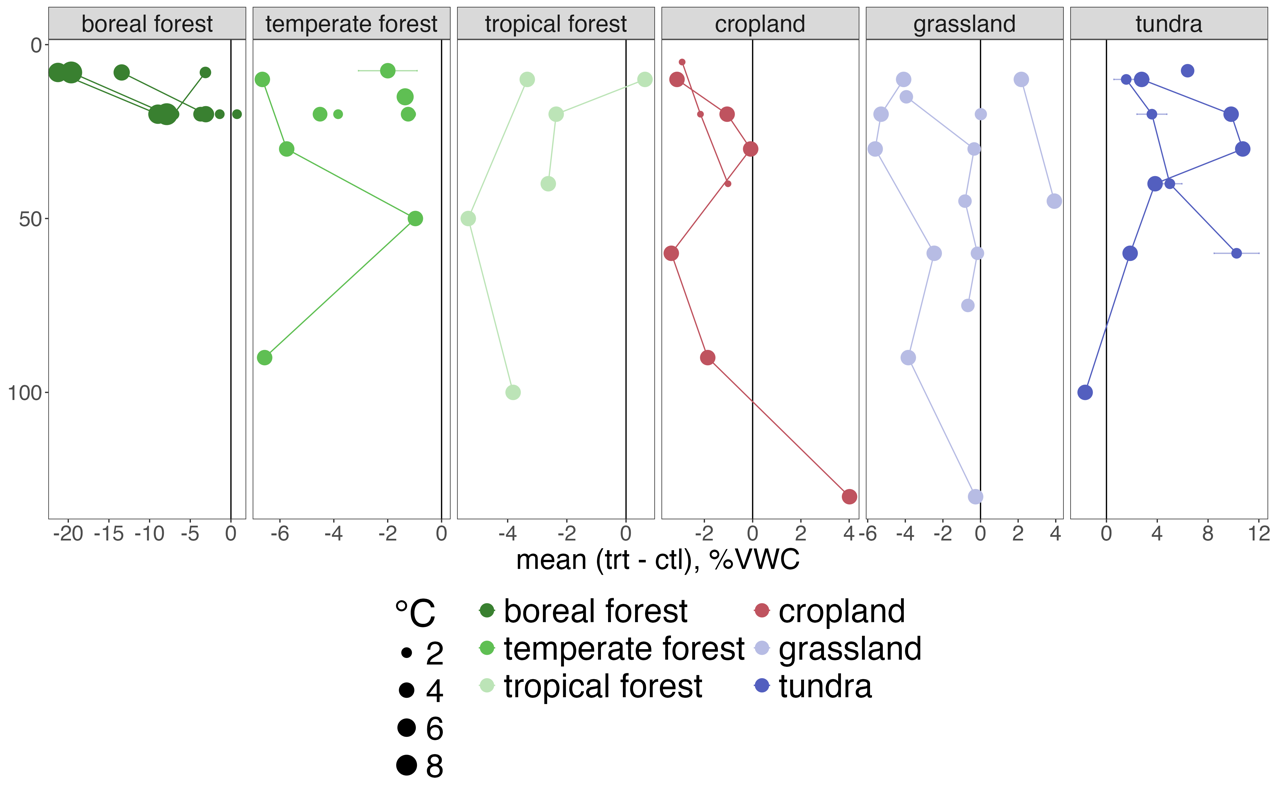 boreal forest temperate forest tropical forest cropland grassland tundra
0
50
100
-20 -15 -10 -5 0 -6 -4 -2 0 -4 -2 0 -2 0 2 4 -6 -4 -2 0 2 4 0 4 8 12
mean (trt - ctl), %VWC
°C
2
4
6
8
boreal forest cropland
temperate forest grassland
tropical forest tundra